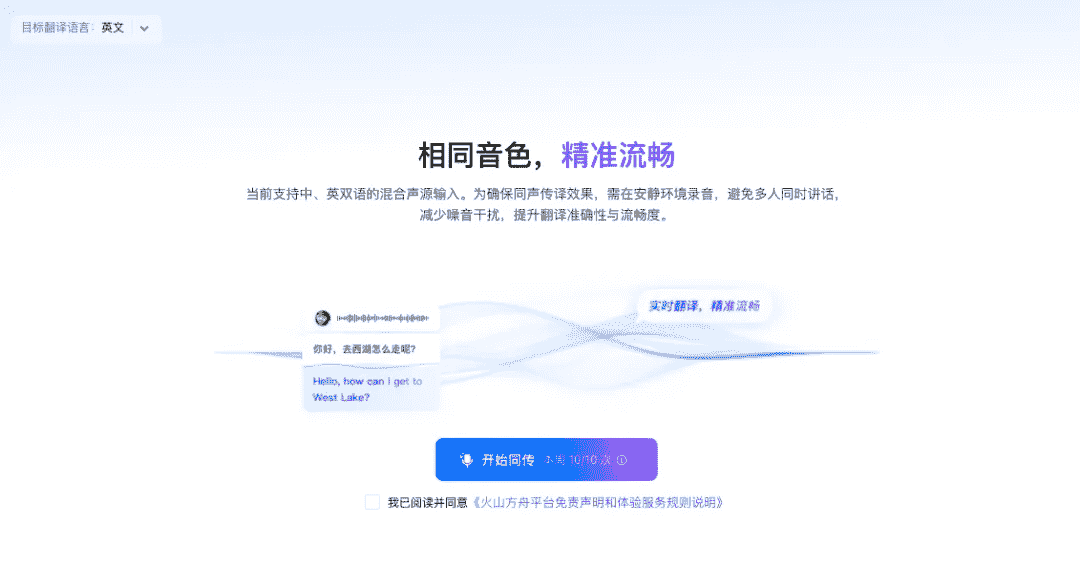 目标翻译语言：英文
相同音色，精准流畅
当前支持中、英双语的混合声源输入。为确保同声传译效果，需在安静环境录音，避免多人同时讲话，
减少噪音干扰，提升翻译准确性与流畅度。
实时翻译，精准流畅
你好，去西湖怎么走呢？
Hello, how can I get to
West Lake?
开始同传 10/10 次
我已阅读并同意《火山方舟平台免责声明和体验服务规则说明》